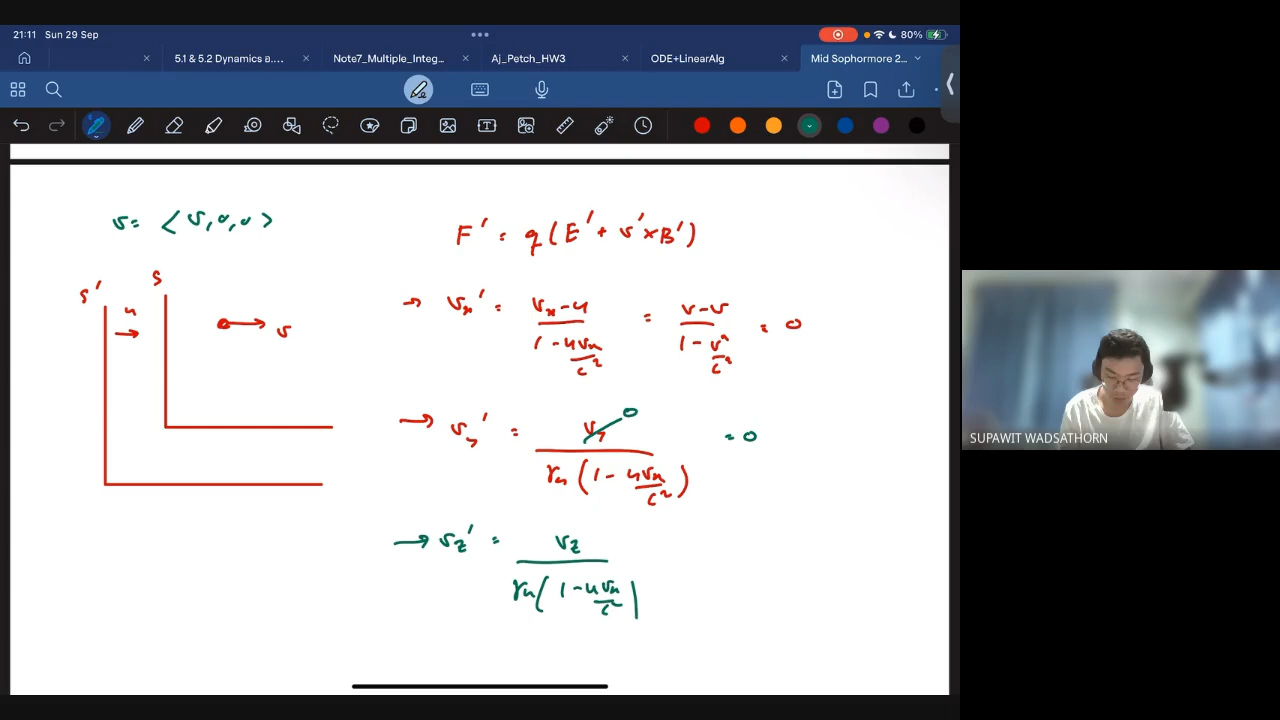 21:11 Sun 29 Sep
80%
5.1 & 5.2 Dynamics a....
Note7_Multiple_Integ...
Aj_Petch_HW3
ODE+LinearAlg
Mid Sophormore 2...
v = < v, 0, 0 >
F' = q ( E' + v' × B' )
S'
S
u
v
→ vx' = (vx - u) / (1 - uvx/c²) = (v - v) / (1 - v²/c²) = 0
→ vy' = vy / (γu (1 - uvx/c²)) = 0
0
→ vz' = vz / (γu (1 - uvx/c²)
SUPAWIT WADSATHORN